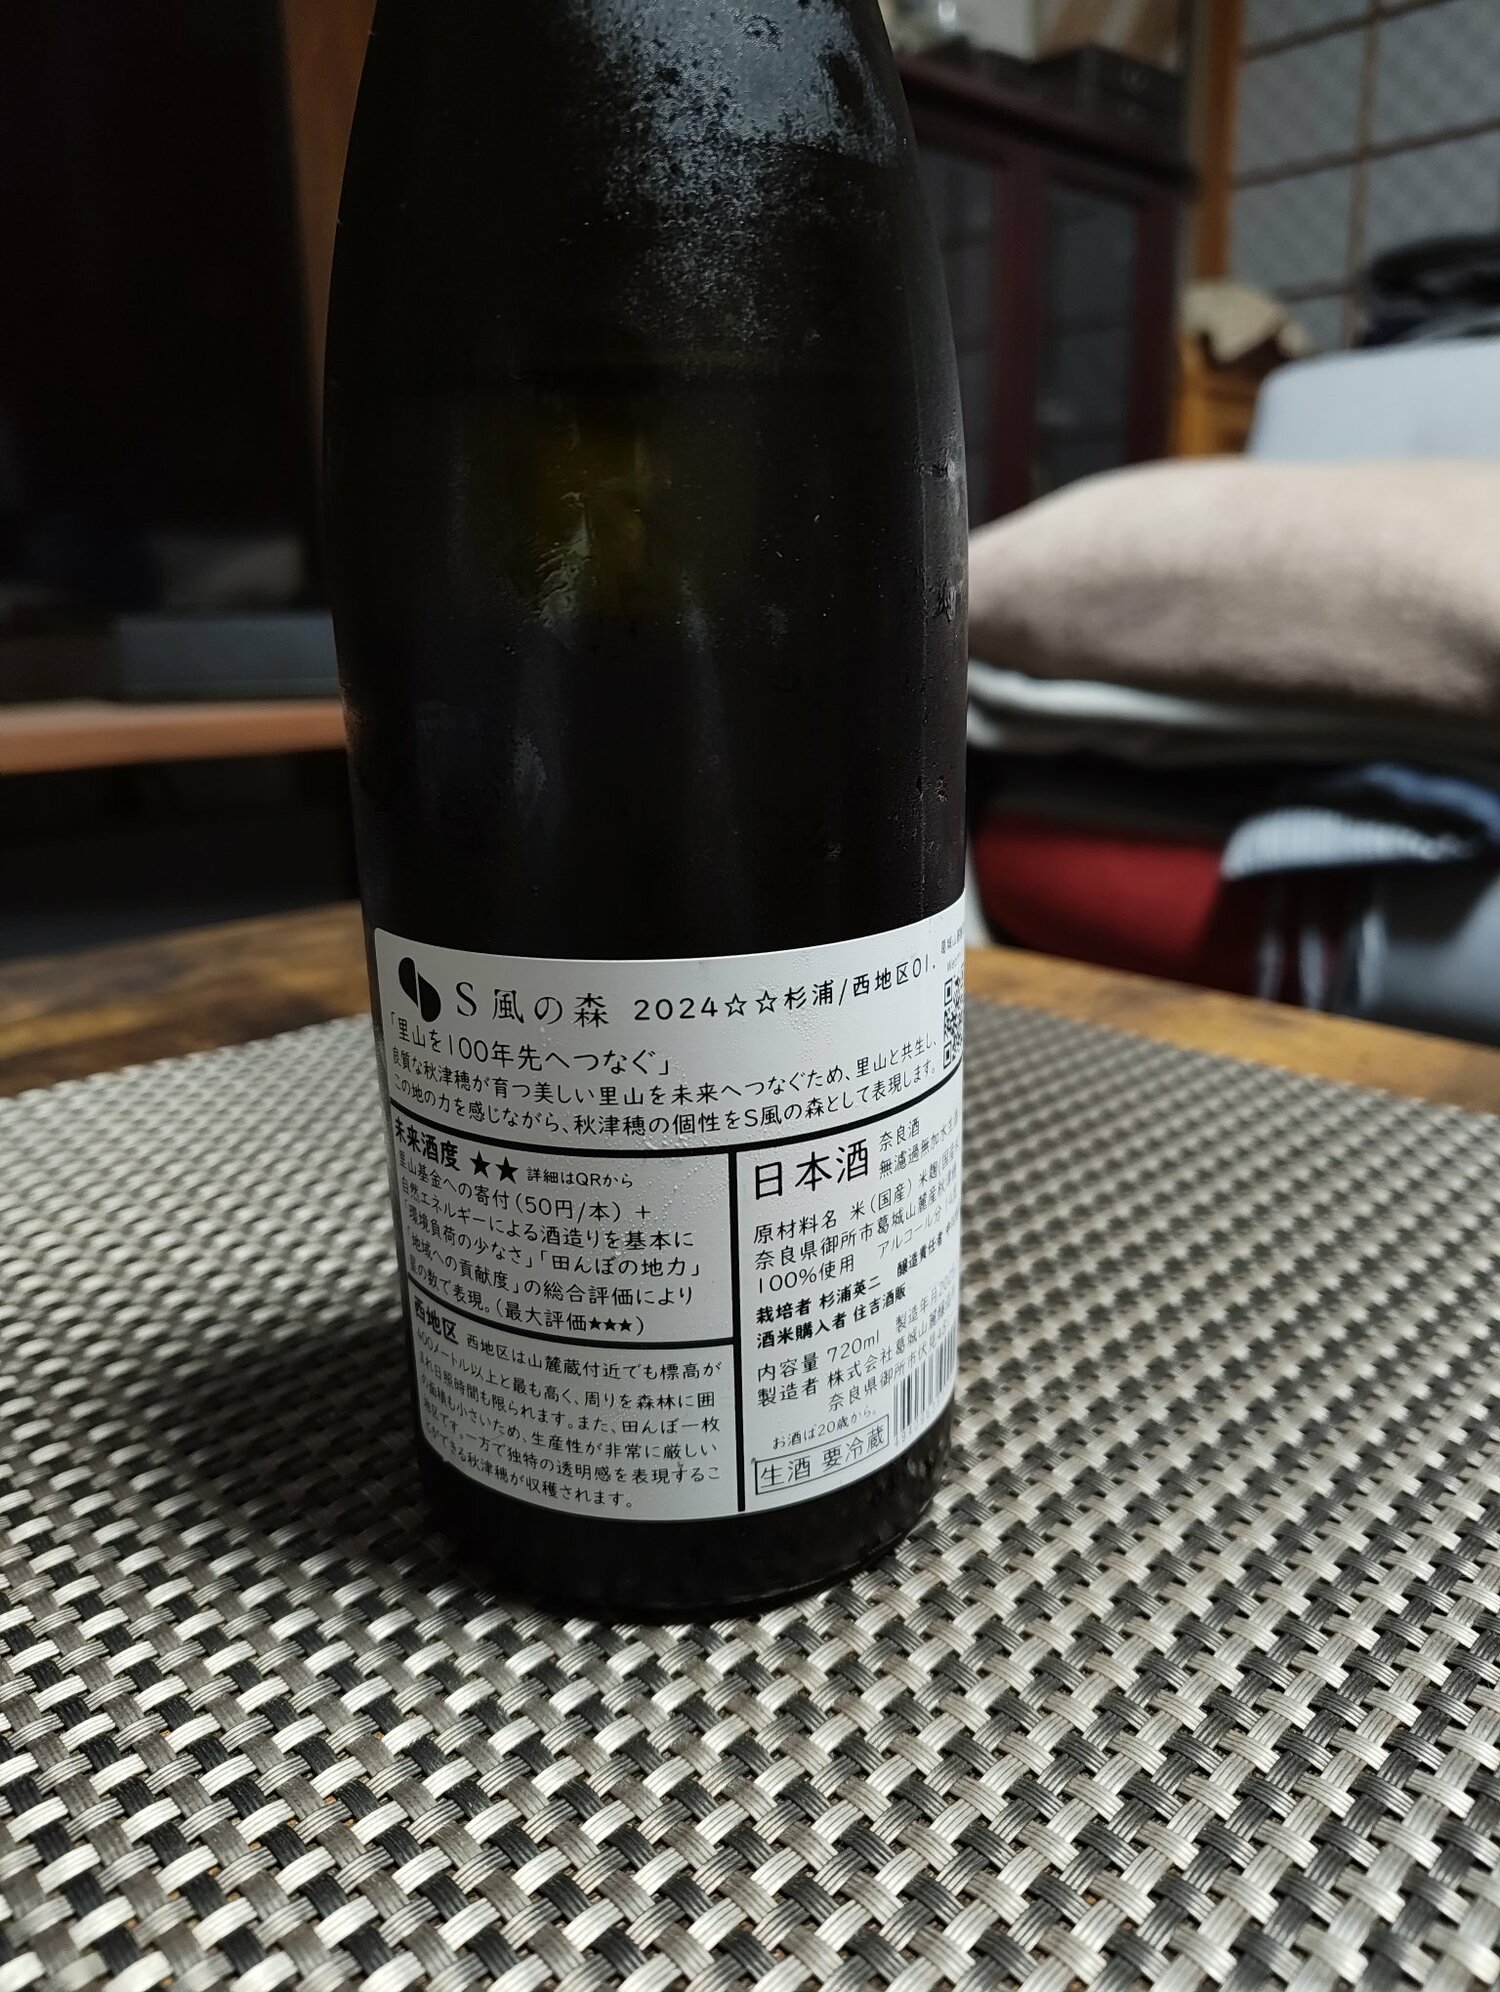 S 風の森 2024☆☆杉浦/西地区01.
「里山を100年先へつなぐ」
良質な秋津穂が育つ美しい里山を未来へつなぐため、里山と共生し、
この地の力を感じながら、秋津穂の個性をS風の森として表現します。
未来酒度 ★★ 詳細はQRから
里山基金への寄付(50円/本) +
自然エネルギーによる酒造りを基本に
「環境負荷の少なさ」「田んぼの地力」
「地域への貢献度」の総合評価により
星の数で表現。(最大評価★★★)
西地区 西地区は山麓蔵付近でも標高が
400メートル以上と最も高く、周りを森林に囲
まれ日照時間も限られます。また、田んぼ一枚
の面積も小さいため、生産性が非常に厳しい
地区です。一方で独特の透明感を表現するこ
とができる秋津穂が収穫されます。
日本酒 奈良酒
無濾過無加水生酒
原材料名 米(国産) 米麹(国産
奈良県御所市葛城山麓産秋津穂
100%使用 アルコール分
栽培者 杉浦英二 醸造責任者
酒米購入者 住吉酒販
内容量 720ml 製造年月
製造者 株式会社葛城山麓醸造
奈良県御所市伏見
お酒は20歳から。
生酒 要冷蔵